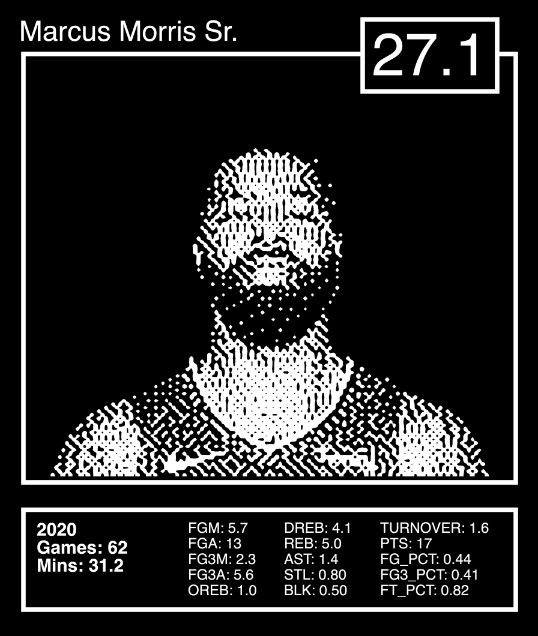 Marcus Morris Sr.
27.1
2020
Games: 62
Mins: 31.2
FGM: 5.7
FGA: 13
FG3M: 2.3
FG3A: 5.6
OREB: 1.0
DREB: 4.1
REB: 5.0
AST: 1.4
STL: 0.80
BLK: 0.50
TURNOVER: 1.6
PTS: 17
FG_PCT: 0.44
FG3_PCT: 0.41
FT_PCT: 0.82